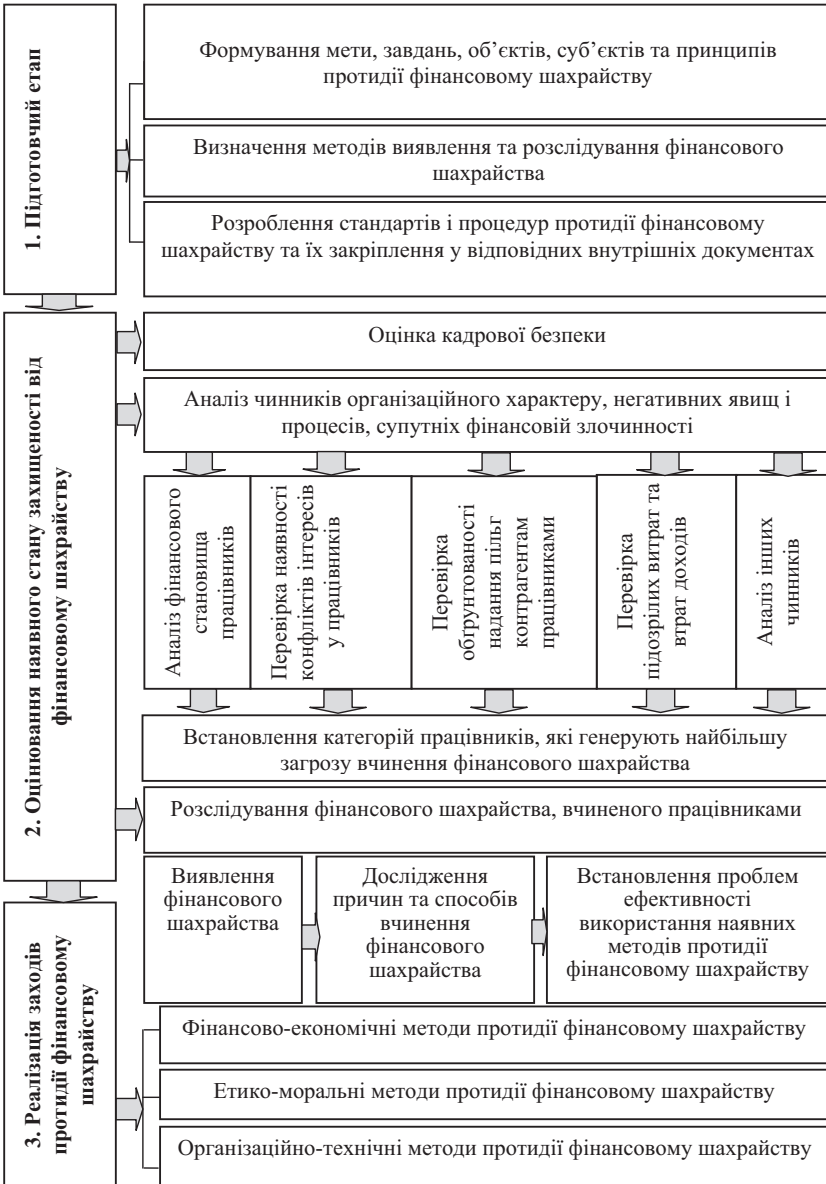 1. Підготовчий етап
Формування мети, завдань, об’єктів, суб’єктів та принципів
протидії фінансовому шахрайству
Визначення методів виявлення та розслідування фінансового
шахрайства
Розроблення стандартів і процедур протидії фінансовому
шахрайству та їх закріплення у відповідних внутрішніх документах
2. Оцінювання наявного стану захищеності від
фінансовому шахрайству
Оцінка кадрової безпеки
Аналіз чинників організаційного характеру, негативних явищ і
процесів, супутніх фінансовій злочинності
Аналіз фінансового
становища
працівників
Перевірка наявності
конфліктів інтересів
у працівників
Перевірка
обґрунтованості
надання пільг
контрагентам
працівниками
Перевірка
підозрілих витрат та
втрат доходів
Аналіз інших
чинників
Встановлення категорій працівників, які генерують найбільшу
загрозу вчинення фінансового шахрайства
Розслідування фінансового шахрайства, вчиненого працівниками
Виявлення
фінансового
шахрайства
Дослідження
причин та способів
вчинення
фінансового
шахрайства
Встановлення проблем
ефективності
використання наявних
методів протидії
фінансовому шахрайству
3. Реалізація заходів
протидії фінансовому
шахрайству
Фінансово-економічні методи протидії фінансовому шахрайству
Етико-моральні методи протидії фінансовому шахрайству
Організаційно-технічні методи протидії фінансовому шахрайству